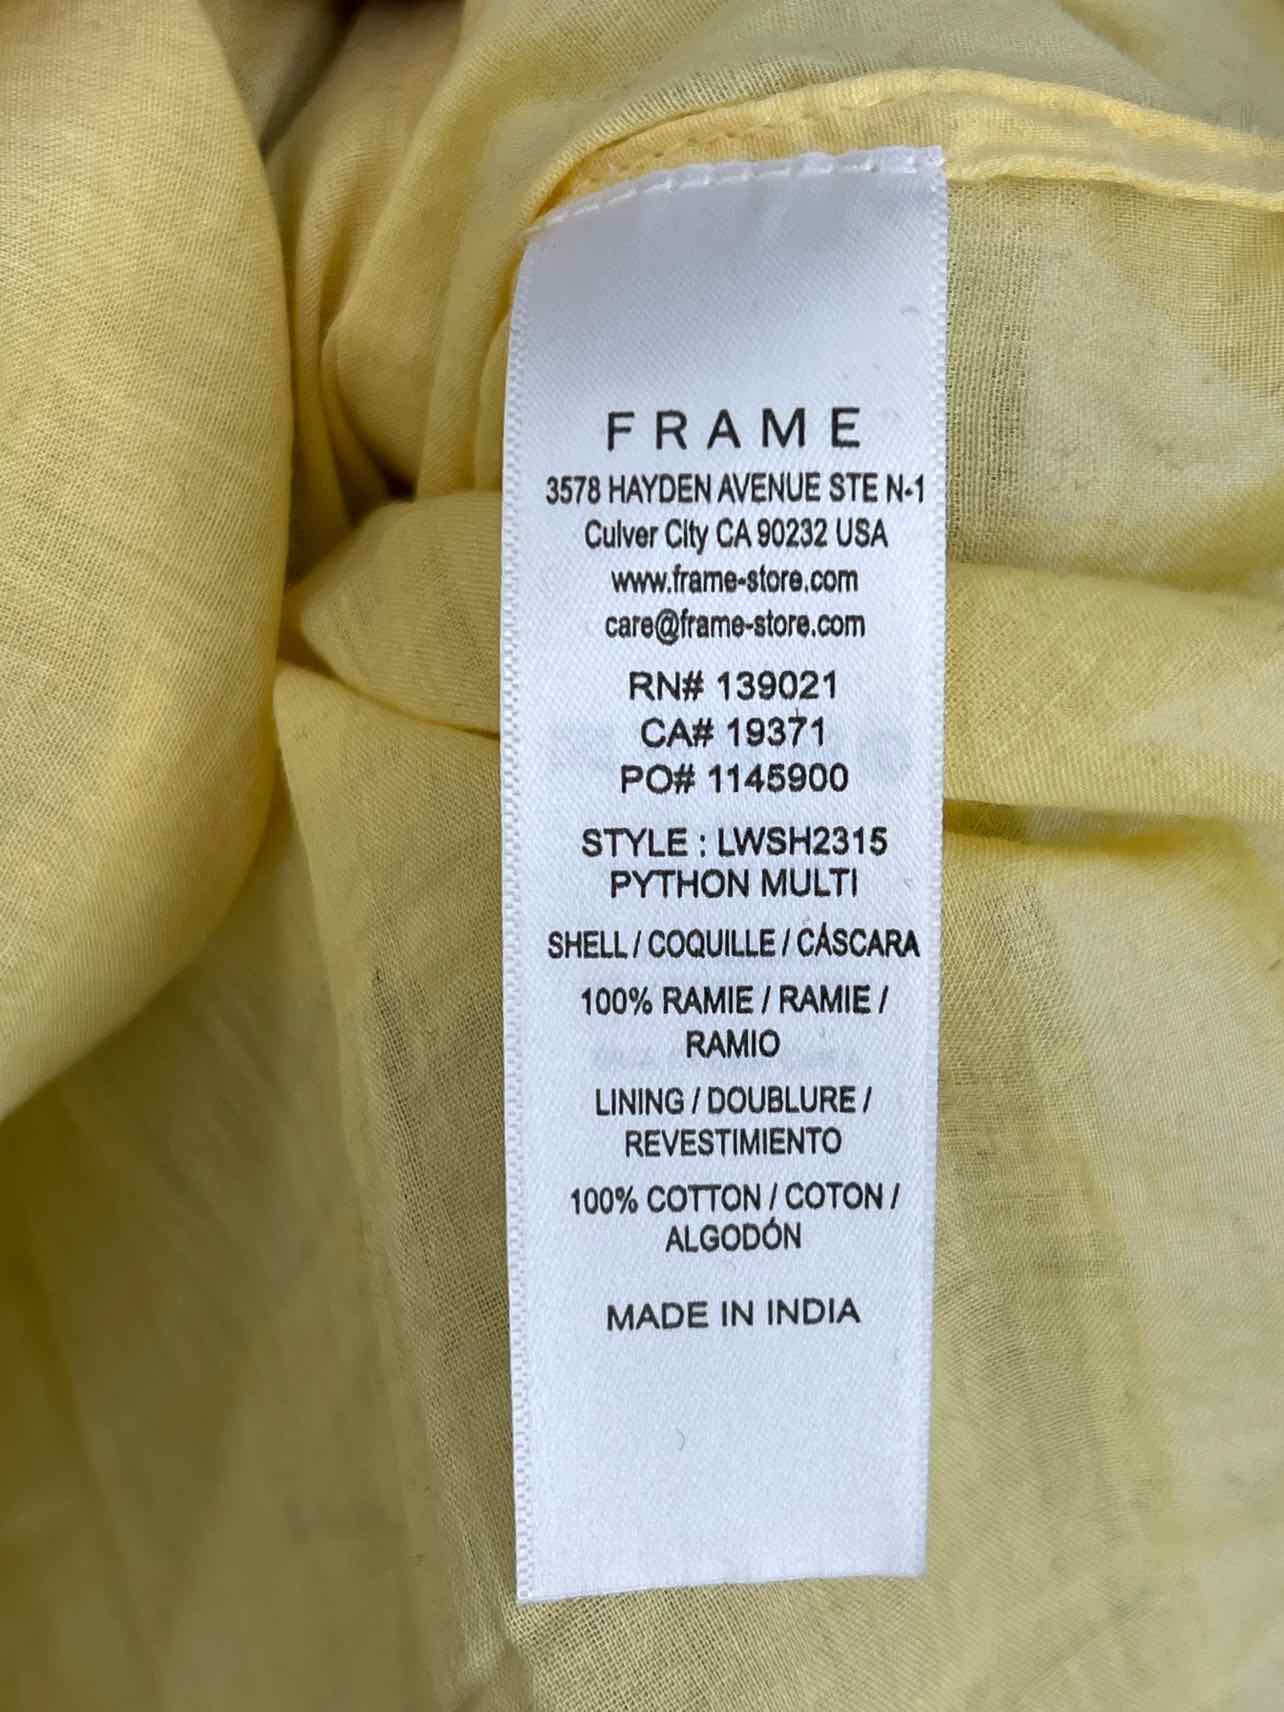 FRAME
3578 HAYDEN AVENUE STE N-1
Culver City CA 90232 USA
www.frame-store.com
care@frame-store.com
RN# 139021
CA# 19371
PO# 1145900
STYLE : LWSH2315
PYTHON MULTI
SHELL / COQUILLE / CÁSCARA
100% RAMIE / RAMIE /
RAMIO
LINING / DOUBLURE /
REVESTIMIENTO
100% COTTON / COTON /
ALGODÓN
MADE IN INDIA